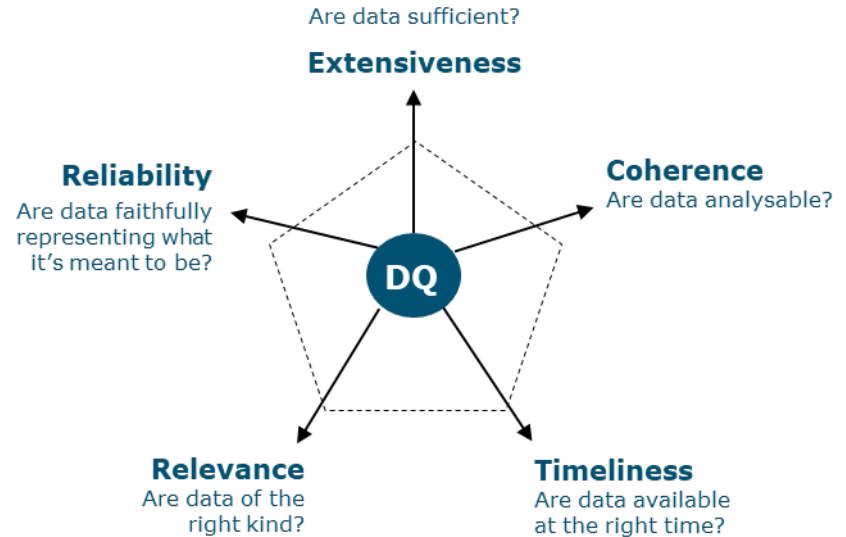 Are data sufficient?
Extensiveness
Reliability
Are data faithfully
representing what
it's meant to be?
Coherence
Are data analysable?
DQ
Relevance
Are data of the
right kind?
Timeliness
Are data available
at the right time?